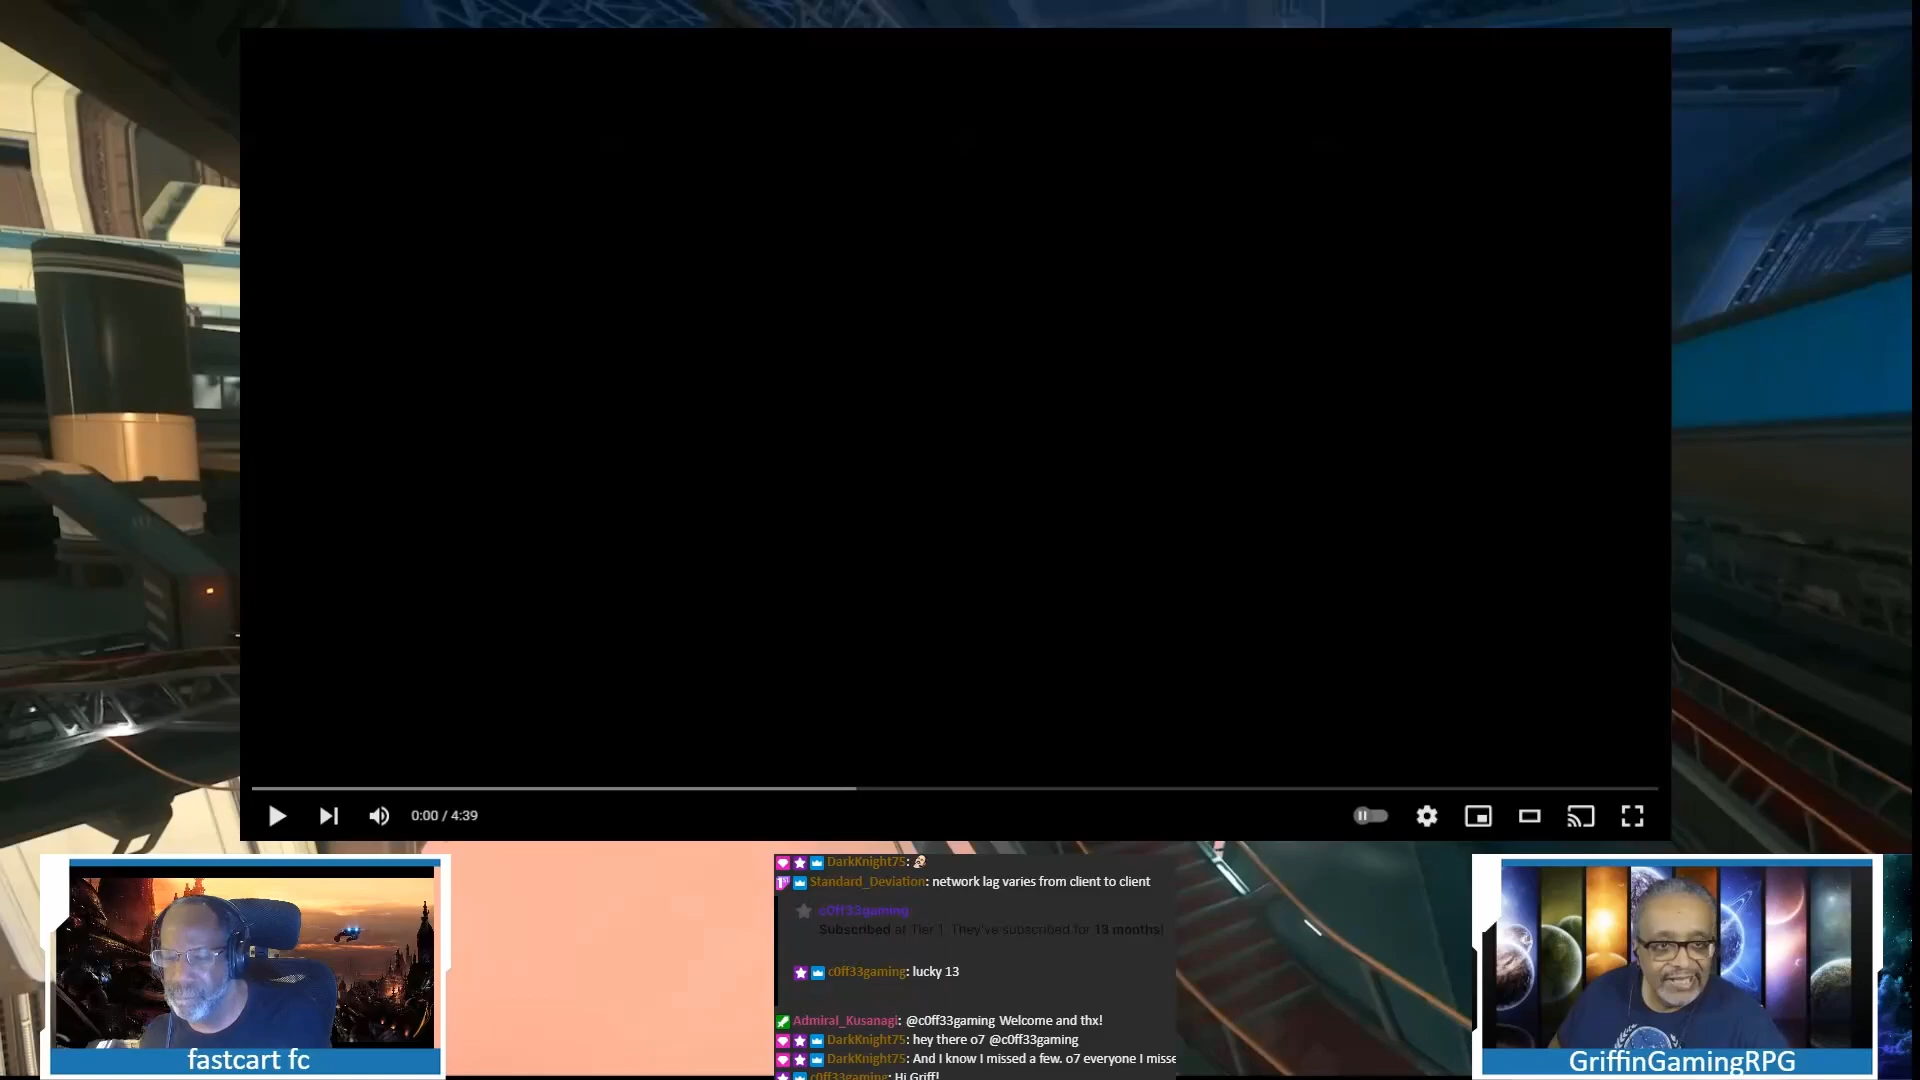 0:00 / 4:39
DarkKnight75:
Standard_Deviation: network lag varies from client to client
c0ff33gaming
Subscribed at Tier 1. They've subscribed for 13 months!
c0ff33gaming: lucky 13
Admiral_Kusanagi: @c0ff33gaming Welcome and thx!
DarkKnight75: hey there o7 @c0ff33gaming
DarkKnight75: And I know I missed a few. o7 everyone I misse
c0ff33gaming: Hi Griff!
fastcart fc
GriffinGamingRPG